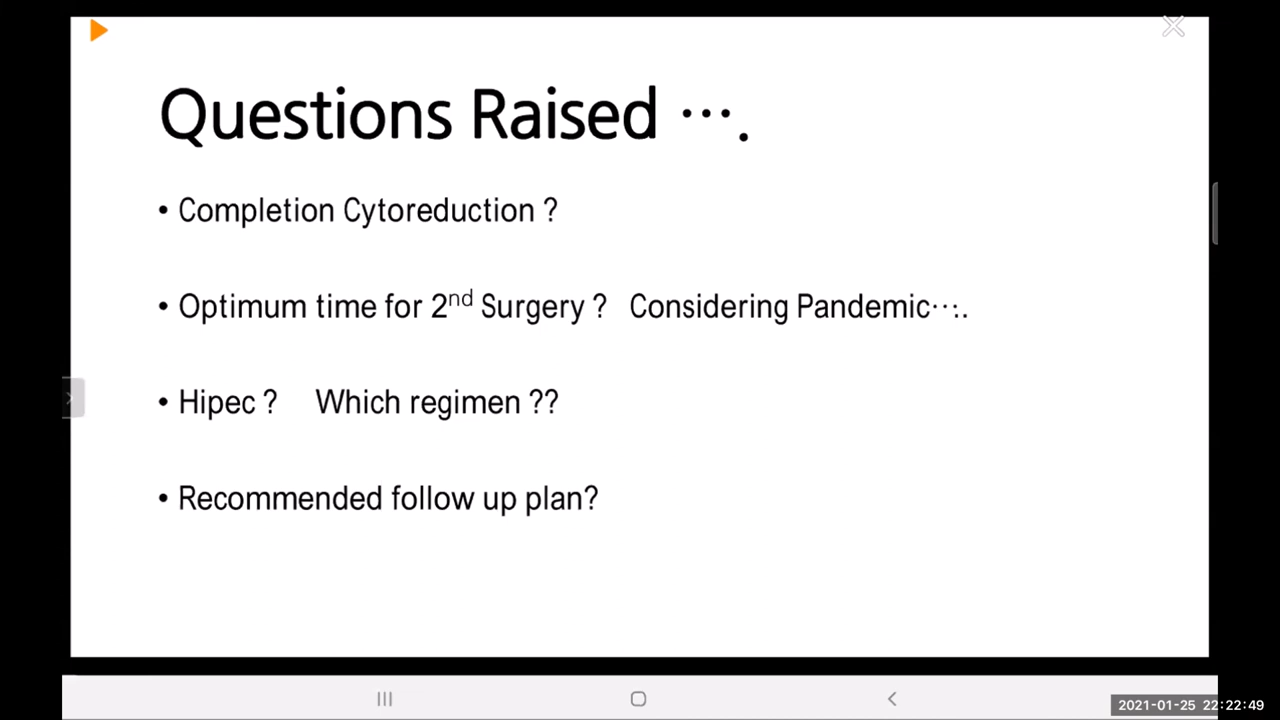 Questions Raised ….
• Completion Cytoreduction ?
• Optimum time for 2nd Surgery ? Considering Pandemic….
• Hipec ? Which regimen ??
• Recommended follow up plan?
2021-01-25 22:22:49